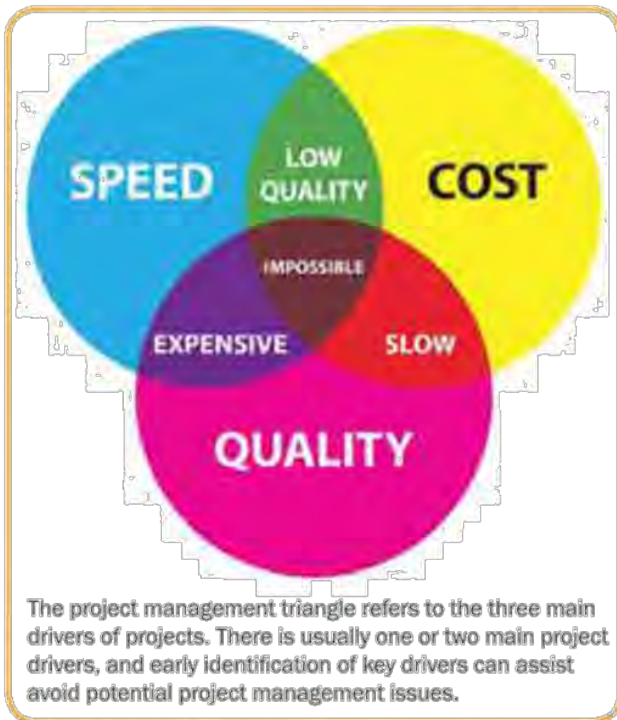 SPEED
LOW
QUALITY
COST
IMPOSSIBLE
EXPENSIVE
SLOW
QUALITY
The project management triangle refers to the three main
drivers of projects. There is usually one or two main project
drivers, and early identification of key drivers can assist
avoid potential project management issues.